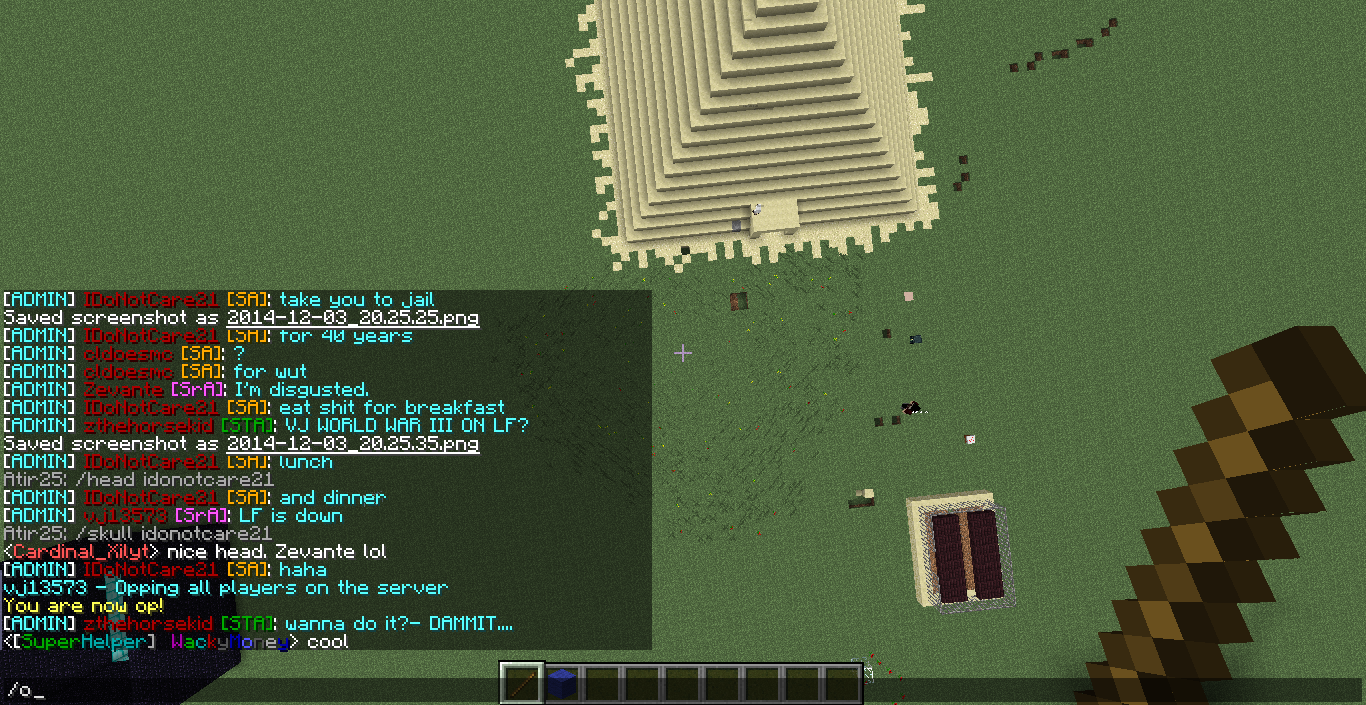 [ADMIN] IDoNotCare21 [SA]: take you to jail
Saved screenshot as 2014-12-03_20.25.25.png
[ADMIN] IDoNotCare21 [SA]: for 40 years
[ADMIN] cldoesmc [SA]: ?
[ADMIN] cldoesmc [SA]: for wut
[ADMIN] Zevante [SrA]: I'm disgusted.
[ADMIN] IDoNotCare21 [SA]: eat shit for breakfast
[ADMIN] zthehorsekid [STA]: VJ WORLD WAR III ON LF?
Saved screenshot as 2014-12-03_20.25.35.png
[ADMIN] IDoNotCare21 [SA]: lunch
Atir25: /head idonotcare21
[ADMIN] IDoNotCare21 [SA]: and dinner
[ADMIN] vj13573 [SrA]: LF is down
Atir25: /skull idonotcare21
<Cardinal_Xilyt> nice head, Zevante lol
[ADMIN] IDoNotCare21 [SA]: haha
vj13573 - Opping all players on the server
You are now op!
[ADMIN] zthehorsekid [STA]: wanna do it?- DAMMIT....
<[SuperHelper] WackyMoney> cool
/o_